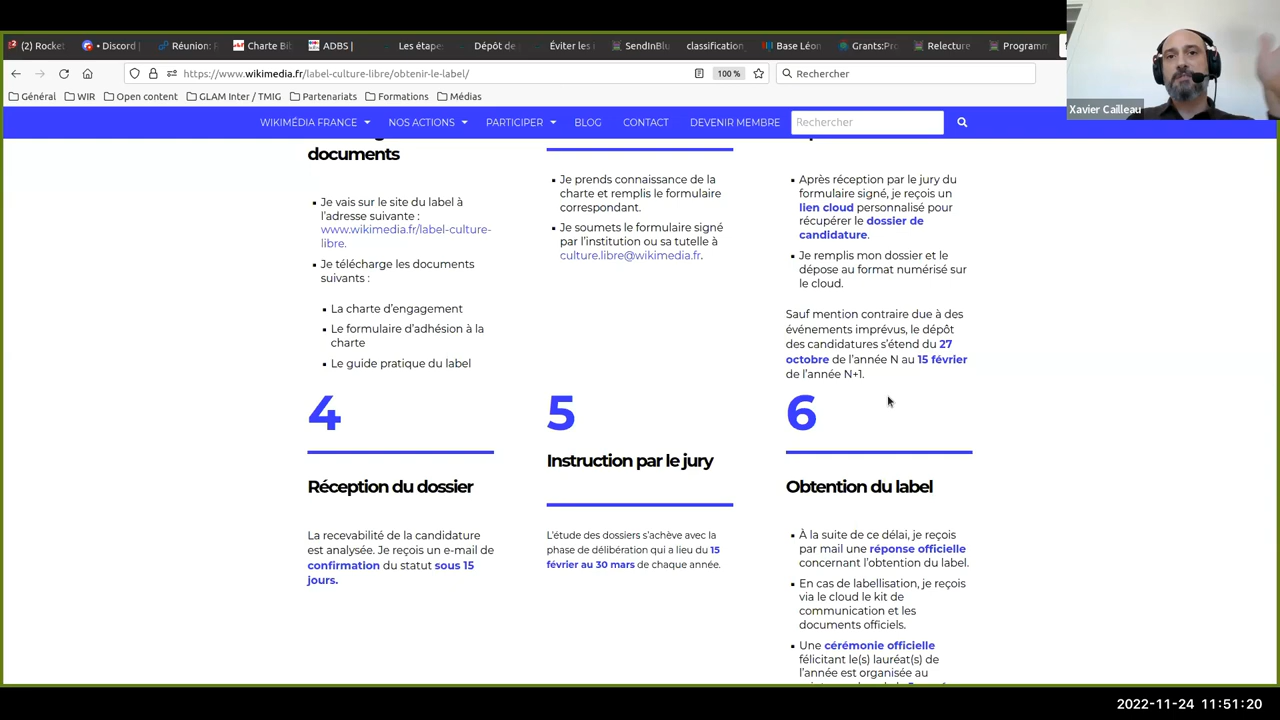 (2) Rocket
• Discord |
Réunion: F
Charte Bil
ADBS |
Les étape
Dépôt de
Éviter les
SendInBlu
classification_
Base Léon
Grants:Pro
Relecture
Programm
https://www.wikimedia.fr/label-culture-libre/obtenir-le-label/
100 %
Rechercher
Général
WIR
Open content
GLAM Inter / TMIG
Partenariats
Formations
Médias
Xavier Cailleau
WIKIMÉDIA FRANCE
NOS ACTIONS
PARTICIPER
BLOG
CONTACT
DEVENIR MEMBRE
Rechercher
documents
▪ Je vais sur le site du label à
l'adresse suivante :
www.wikimedia.fr/label-culture-
libre.
▪ Je télécharge les documents
suivants :
▪ La charte d'engagement
▪ Le formulaire d'adhésion à la
charte
▪ Le guide pratique du label
▪ Je prends connaissance de la
charte et remplis le formulaire
correspondant.
▪ Je soumets le formulaire signé
par l'institution ou sa tutelle à
culture.libre@wikimedia.fr.
▪ Après réception par le jury du
formulaire signé, je reçois un
lien cloud personnalisé pour
récupérer le dossier de
candidature.
▪ Je remplis mon dossier et le
dépose au format numérisé sur
le cloud.
Sauf mention contraire due à des
événements imprévus, le dépôt
des candidatures s'étend du 27
octobre de l'année N au 15 février
de l'année N+1.
4
Réception du dossier
La recevabilité de la candidature
est analysée. Je reçois un e-mail de
confirmation du statut sous 15
jours.
5
Instruction par le jury
L'étude des dossiers s'achève avec la
phase de délibération qui a lieu du 15
février au 30 mars de chaque année.
6
Obtention du label
▪ À la suite de ce délai, je reçois
par mail une réponse officielle
concernant l'obtention du label.
▪ En cas de labellisation, je reçois
via le cloud le kit de
communication et les
documents officiels.
▪ Une cérémonie officielle
félicitant le(s) lauréat(s) de
l'année est organisée au
2022-11-24 11:51:20